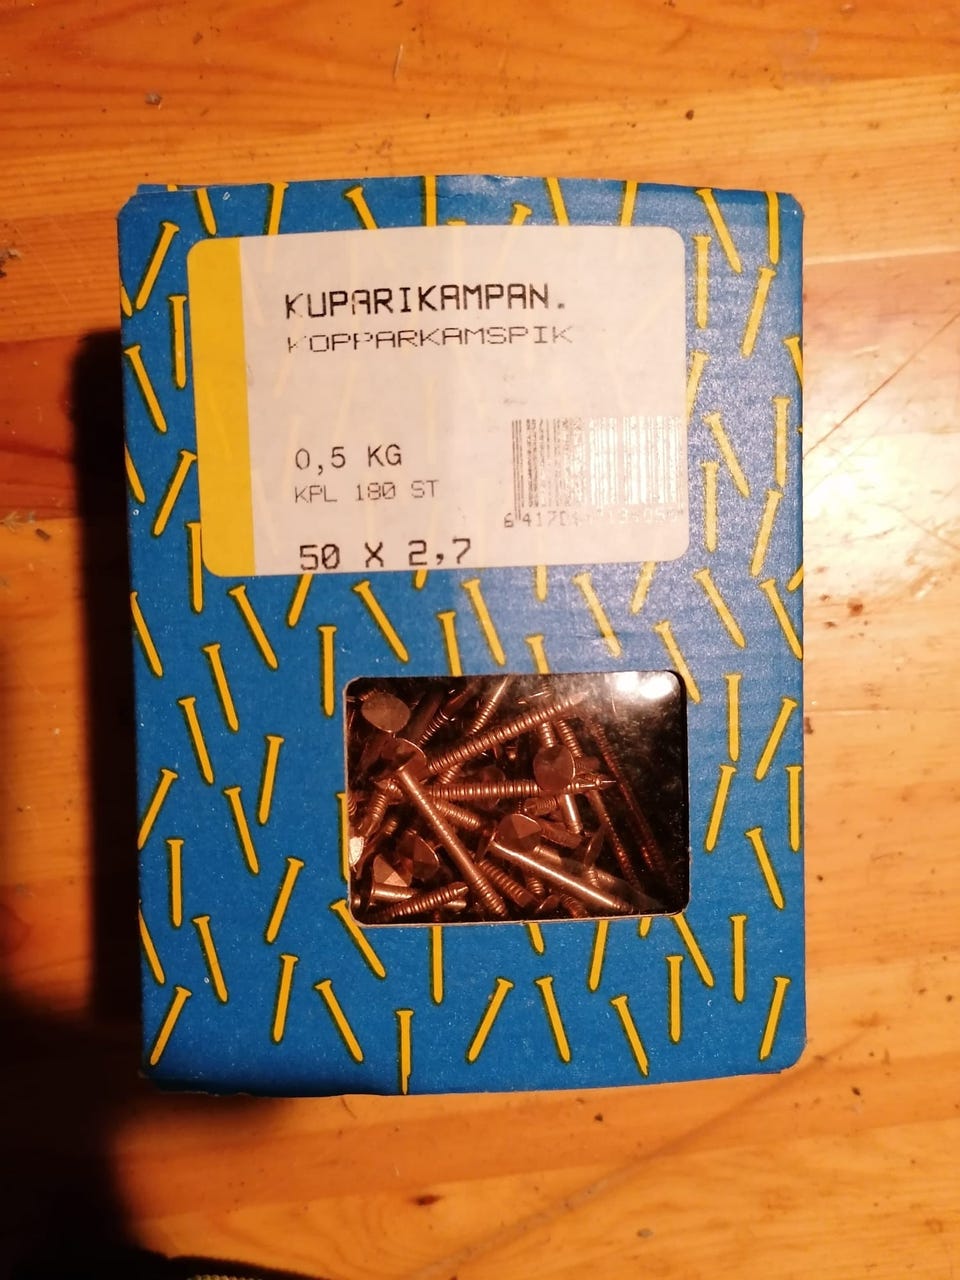 KUPARIKAMPAN.
KOPPARKAMSPIK
0,5 KG
KPL 180 ST
50 X 2,7